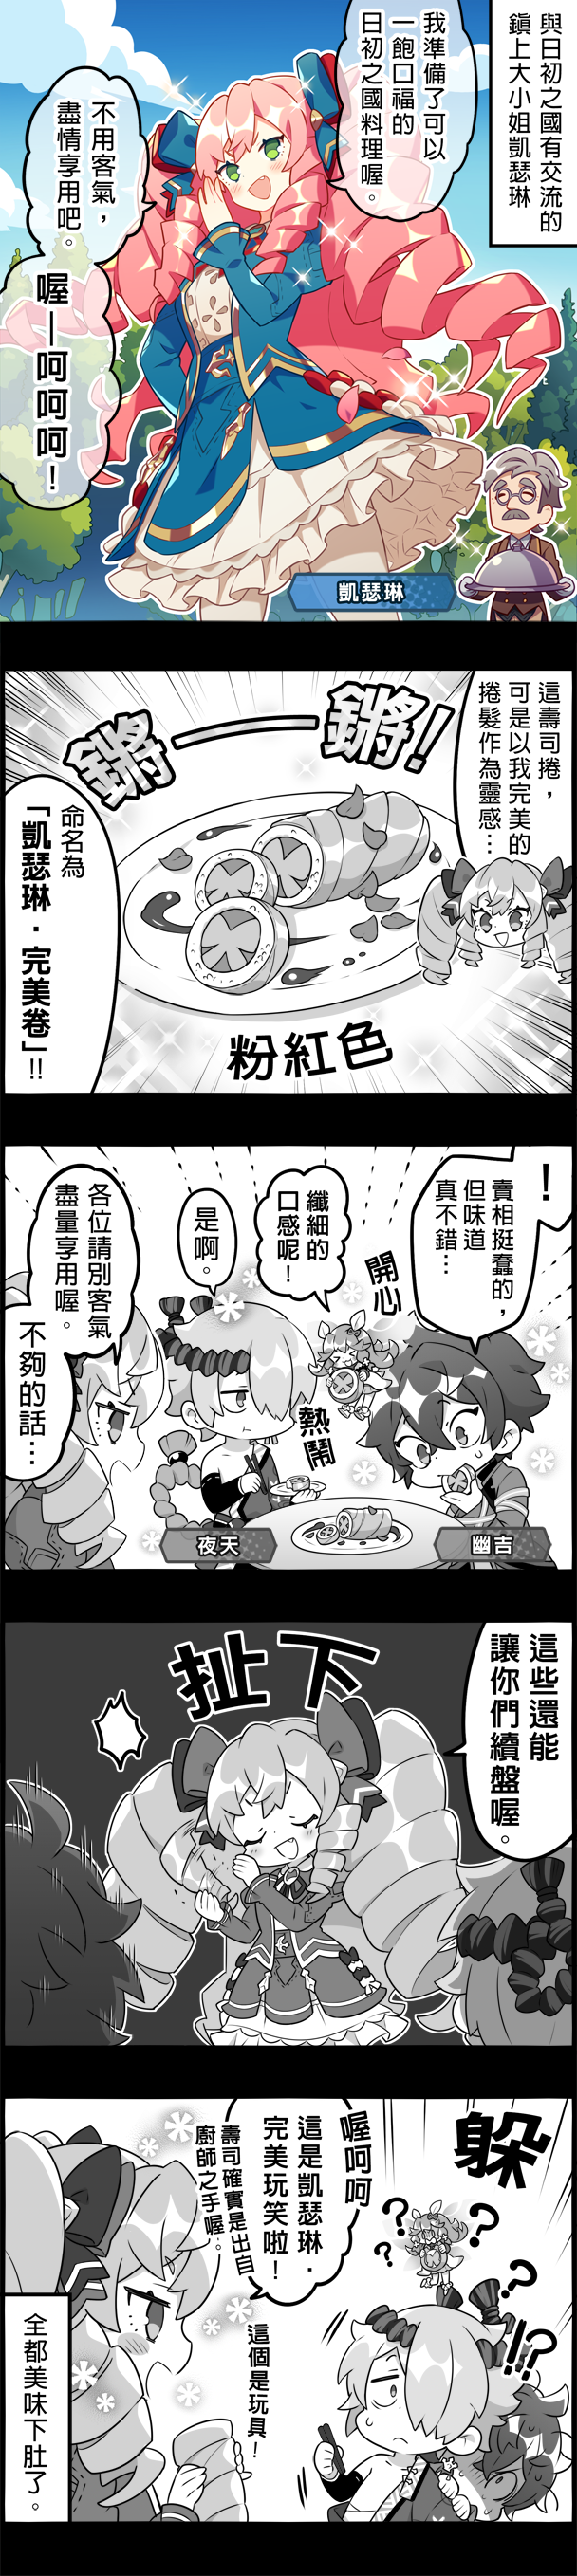 與日初之國有交流的
鎮上大小姐凱瑟琳
我準備了可以
一飽口福的
日初之國料理喔。
不用客氣，
盡情享用吧。
喔—呵呵呵！
凱瑟琳
這壽司捲，
可是以我完美的
捲髮作為靈感…
鏘——鏘！
命名為
「凱瑟琳．完美卷」!!
粉紅色
！
賣相挺蠢的，
但味道
真不錯…
開心
纖細的
口感呢！
是啊。
熱鬧
各位請別客氣
盡量享用喔。
不夠的話…
夜天
幽吉
這些還能
讓你們續盤喔。
扯下
躲
？？？？
!?
喔呵呵
這是凱瑟琳．
完美玩笑啦！
壽司確實是出自
廚師之手喔。
這個是玩具！
全都美味下肚了。